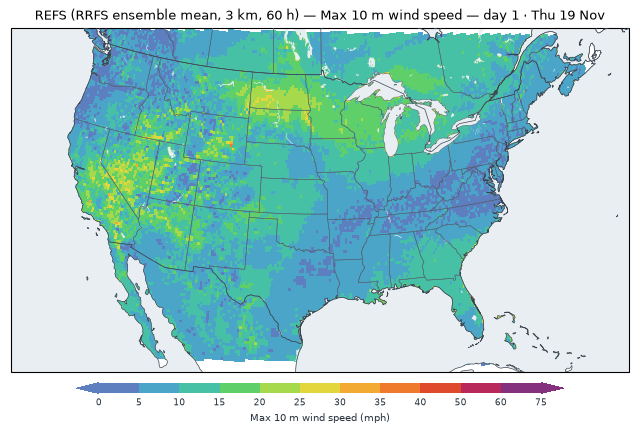 REFS (RRFS ensemble mean, 3 km, 60 h) — Max 10 m wind speed — day 1 · Thu 19 Nov
0 5 10 15 20 25 30 35 40 50 60 75
Max 10 m wind speed (mph)